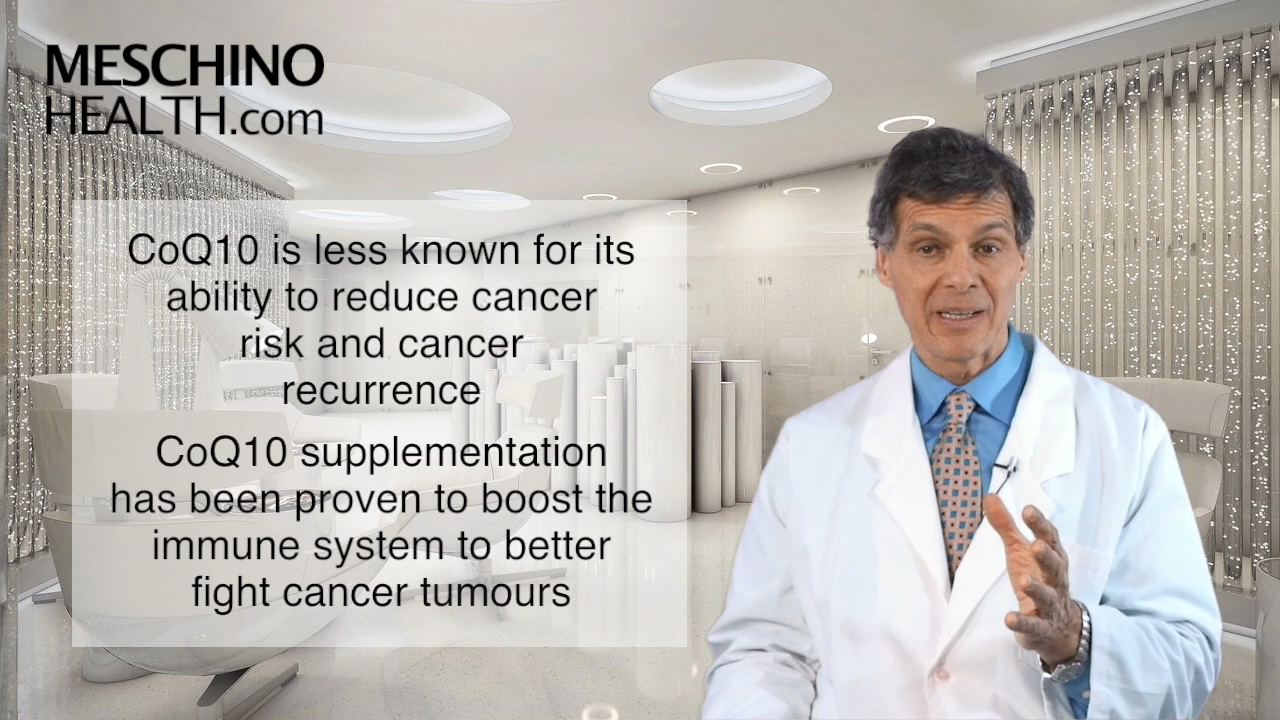 MESCHINO
HEALTH.com
CoQ10 is less known for its
ability to reduce cancer
risk and cancer
recurrence
CoQ10 supplementation
has been proven to boost the
immune system to better
fight cancer tumours